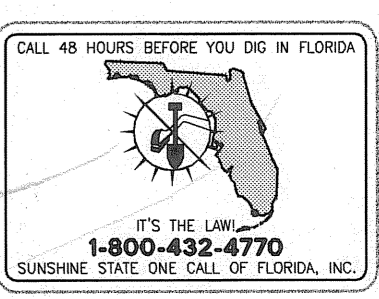 CALL 48 HOURS BEFORE YOU DIG IN FLORIDA
IT'S THE LAW!
1-800-432-4770
SUNSHINE STATE ONE CALL OF FLORIDA, INC.